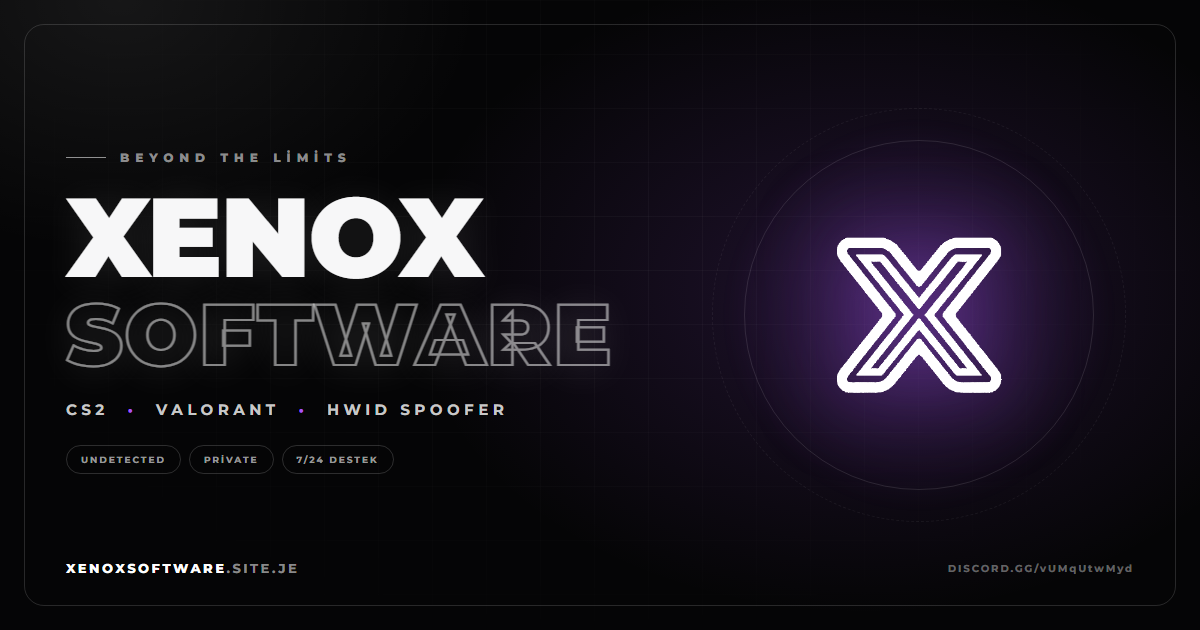 BEYOND THE LİMİTS
XENOX
SOFTWARE
CS2 • VALORANT • HWID SPOOFER
UNDETECTED PRİVATE 7/24 DESTEK
X
XENOXSOFTWARE.SITE.JE
DISCORD.GG/vUMqUtwMyd